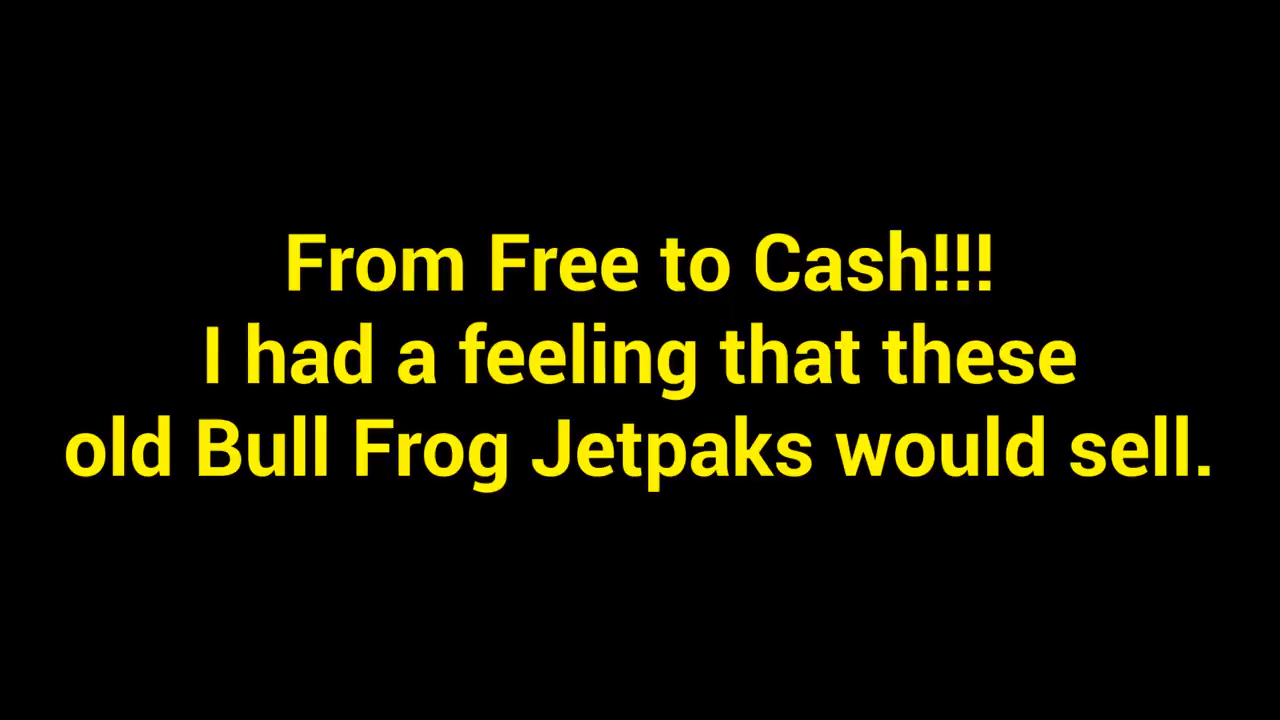 From Free to Cash!!!
I had a feeling that these
old Bull Frog Jetpaks would sell.